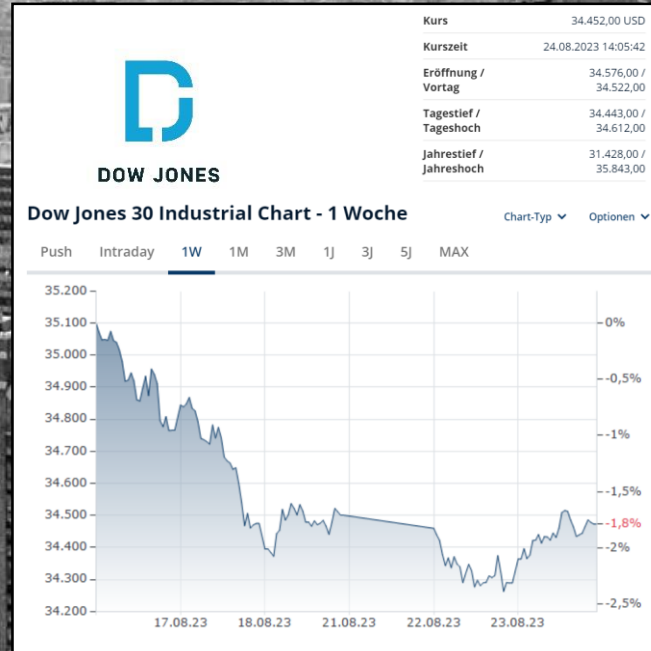 Kurs 34.452,00 USD
Kurszeit 24.08.2023 14:05:42
Eröffnung / 34.576,00 /
Vortag 34.522,00
Tagestief / 34.443,00 /
Tageshoch 34.612,00
Jahrestief / 31.428,00 /
Jahreshoch 35.843,00
DOW JONES
Dow Jones 30 Industrial Chart - 1 Woche
Chart-Typ Optionen
Push Intraday 1W 1M 3M 1J 3J 5J MAX
35.200
35.100
35.000
34.900
34.800
34.700
34.600
34.500
34.400
34.300
34.200
0%
-0,5%
-1%
-1,5%
-1,8%
-2%
-2,5%
17.08.23 18.08.23 21.08.23 22.08.23 23.08.23